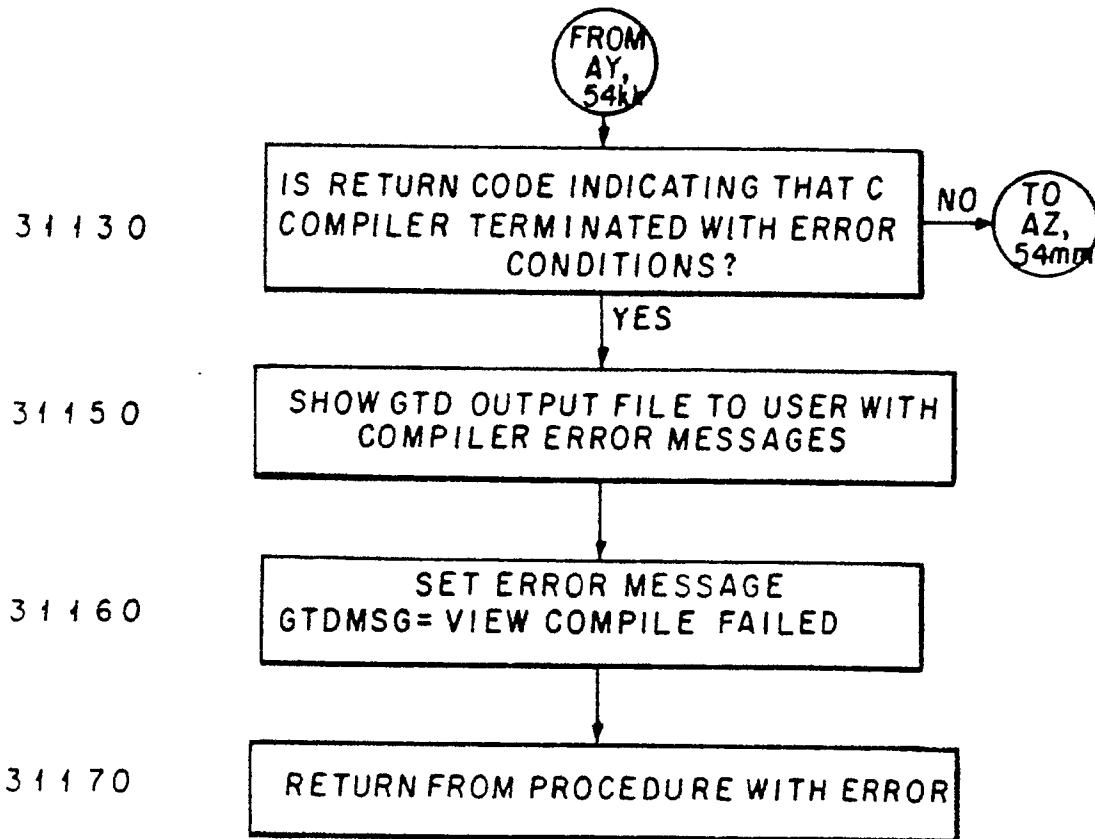 FROM
AY,
54kk
31130
IS RETURN CODE INDICATING THAT C
COMPILER TERMINATED WITH ERROR
CONDITIONS?
NO
TO
AZ,
54mm
YES
31150
SHOW GTD OUTPUT FILE TO USER WITH
COMPILER ERROR MESSAGES
31160
SET ERROR MESSAGE
GTDMSG= VIEW COMPILE FAILED
31170
RETURN FROM PROCEDURE WITH ERROR